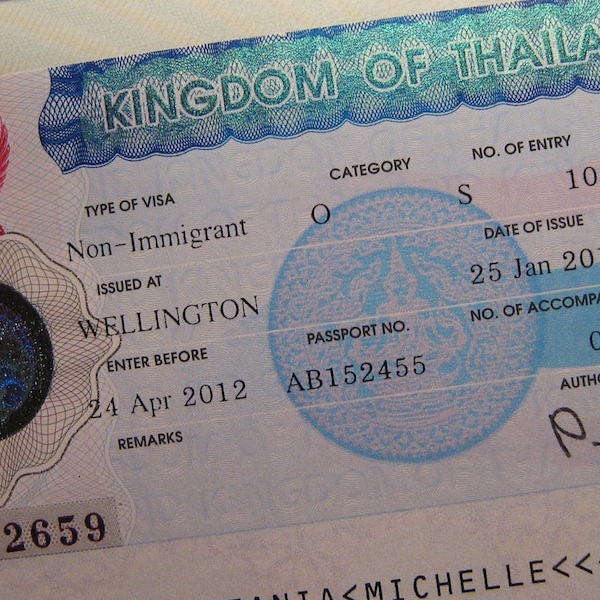 KINGDOM OF THAILA
TYPE OF VISA CATEGORY NO. OF ENTRY
Non-Immigrant O S 10
ISSUED AT DATE OF ISSUE
WELLINGTON 25 Jan 201
ENTER BEFORE PASSPORT NO. NO. OF ACCOMPA
24 Apr 2012 AB152455 0
REMARKS AUTHO
2659
ANIA<MICHELLE<<